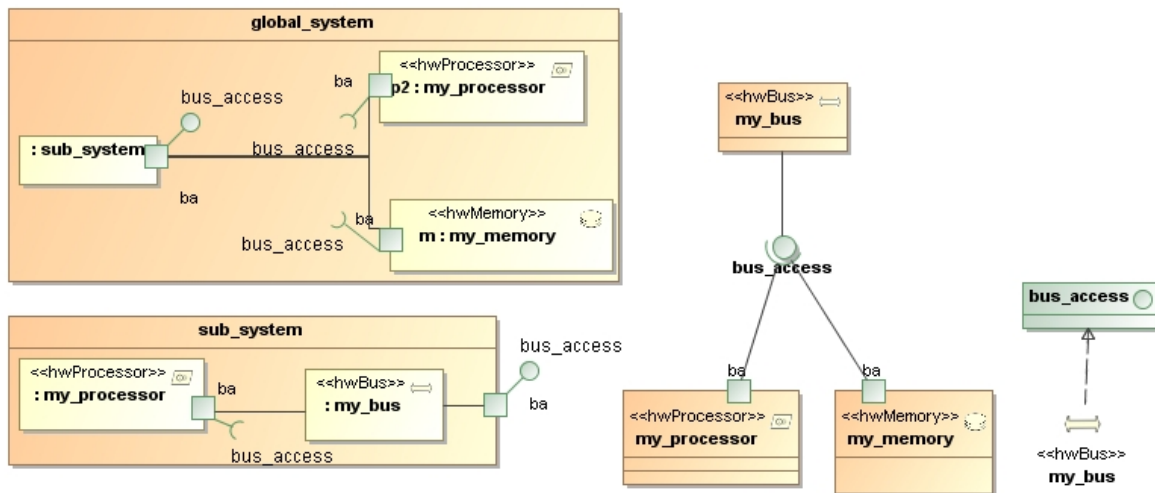 global_system
<<hwProcessor>>
ba
p2 : my_processor
bus_access
: sub_system
bus_access
ba
<<hwMemory>>
ba
m : my_memory
bus_access
sub_system
<<hwProcessor>>
: my_processor
ba
<<hwBus>>
: my_bus
bus_access
ba
bus_access
<<hwBus>>
my_bus
bus_access
ba
ba
<<hwProcessor>>
my_processor
<<hwMemory>>
my_memory
bus_access
<<hwBus>>
my_bus